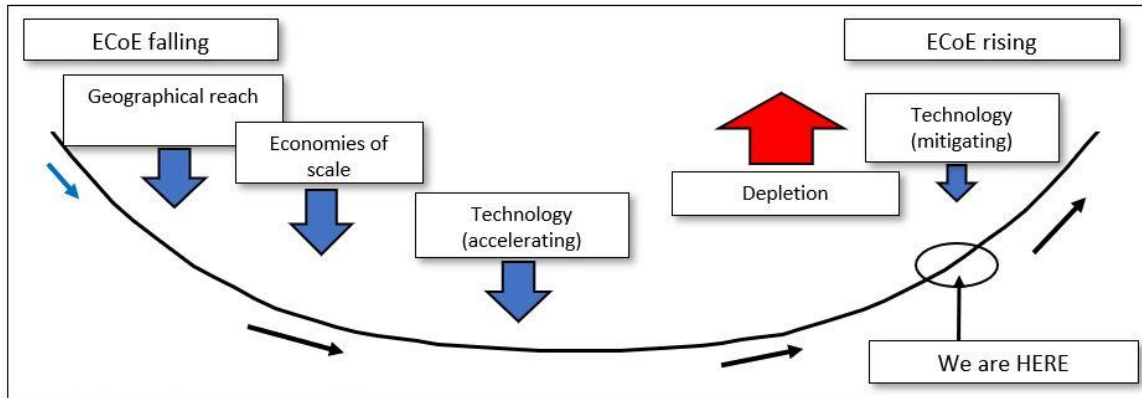 ECoE falling
ECoE rising
Geographical reach
Economies of
scale
Technology
(accelerating)
Depletion
Technology
(mitigating)
We are HERE